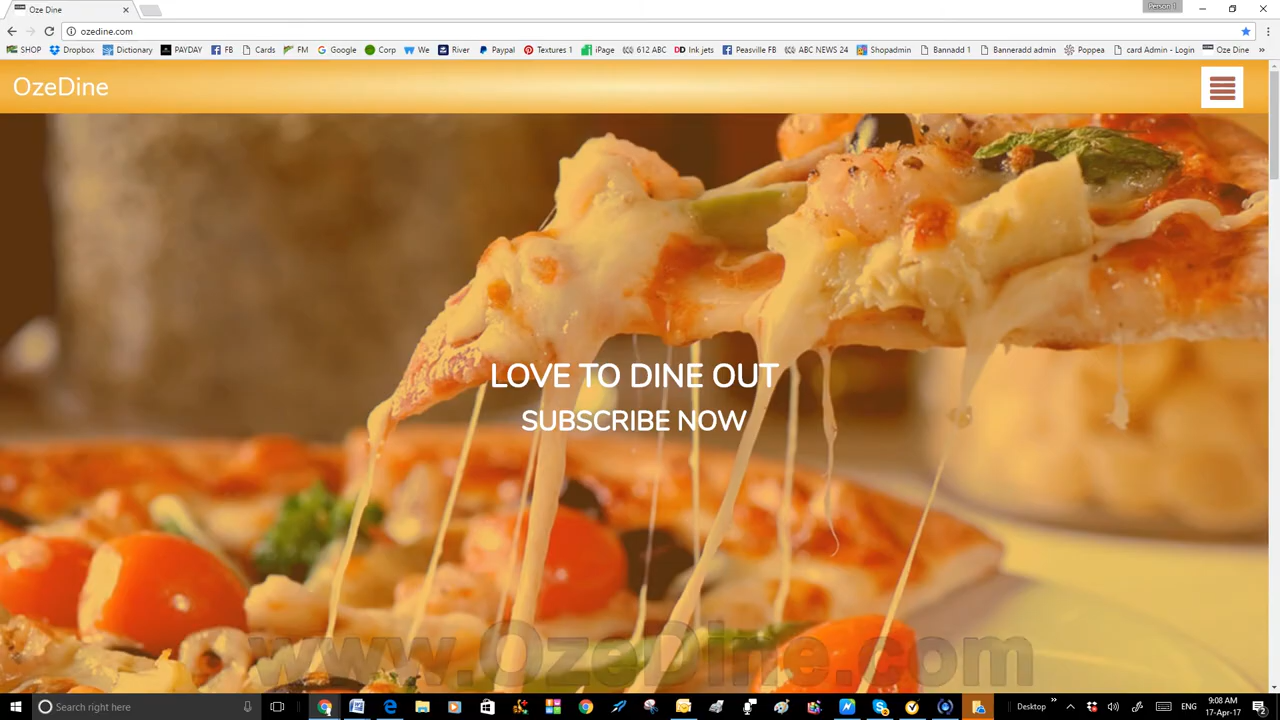 Oze Dine
Person 1
ozedine.com
SHOP Dropbox Dictionary PAYDAY FB Cards FM Google Corp We River Paypal Textures 1 iPage 612 ABC Ink jets Peasville FB ABC NEWS 24 Shopadmin Bannadd 1 Banneradd admin Poppea card Admin - Login Oze Dine »
OzeDine
LOVE TO DINE OUT
SUBSCRIBE NOW
www.OzeDine.com
Search right here
Desktop
9:08 AM
17-Apr-17